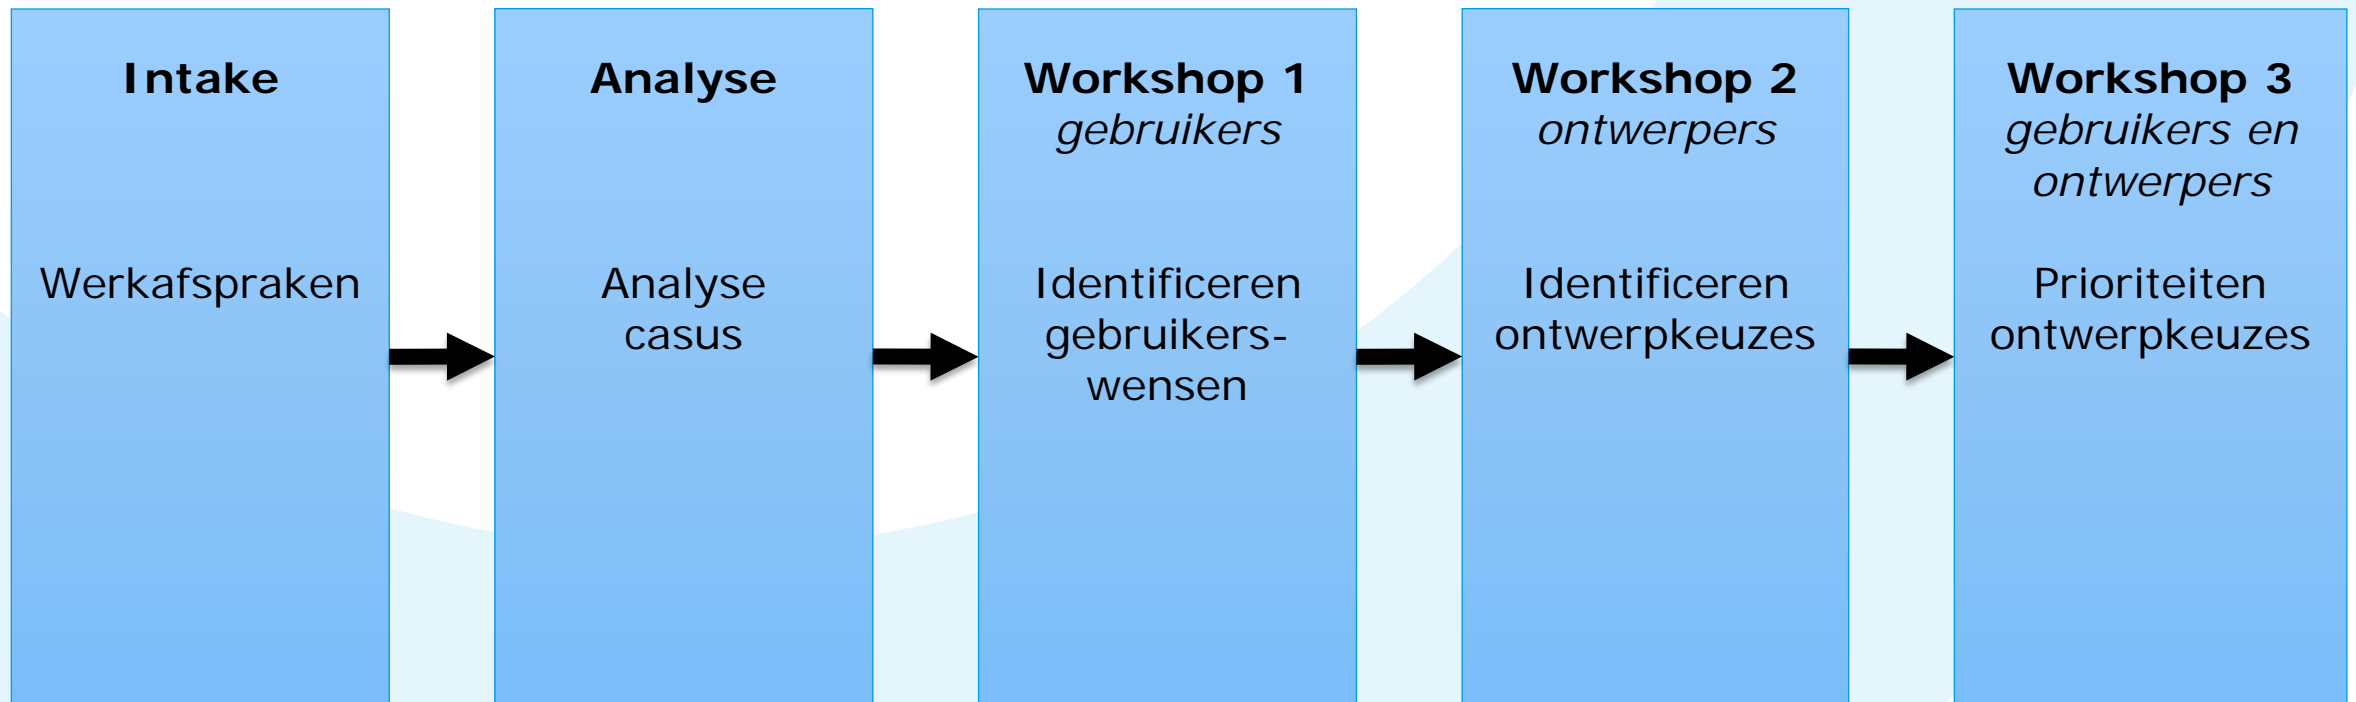 Intake
Werkafspraken
Analyse
Analyse
casus
Workshop 1
gebruikers
Identificeren
gebruikers-
wensen
Workshop 2
ontwerpers
Identificeren
ontwerpkeuzes
Workshop 3
gebruikers en
ontwerpers
Prioriteiten
ontwerpkeuzes